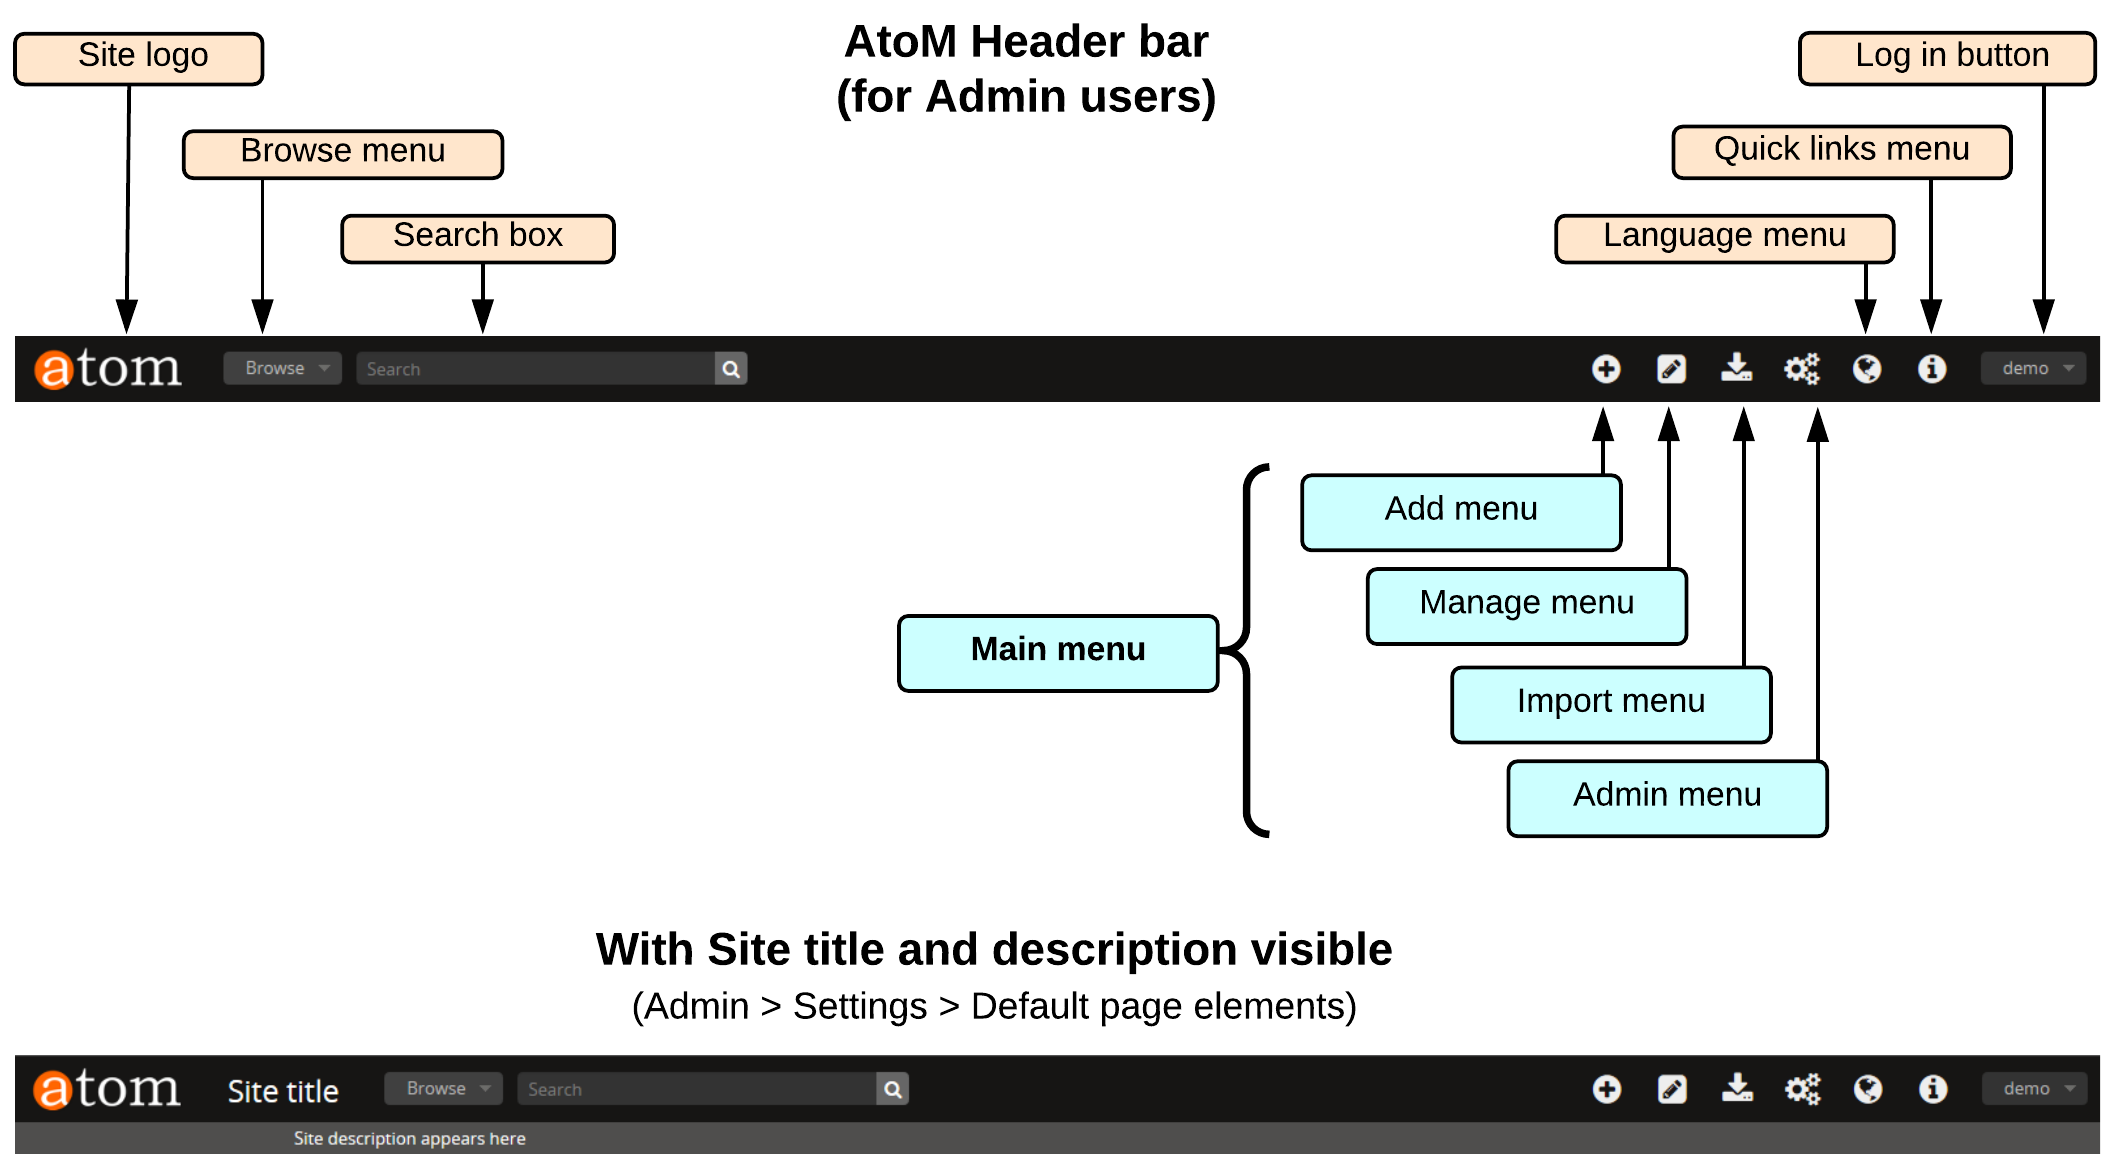 AtoM Header bar
(for Admin users)
Site logo
Log in button
Browse menu
Quick links menu
Search box
Language menu
atom
Browse
Search
demo
Add menu
Manage menu
Main menu
Import menu
Admin menu
With Site title and description visible
(Admin > Settings > Default page elements)
atom
Site title
Browse
Search
demo
Site description appears here